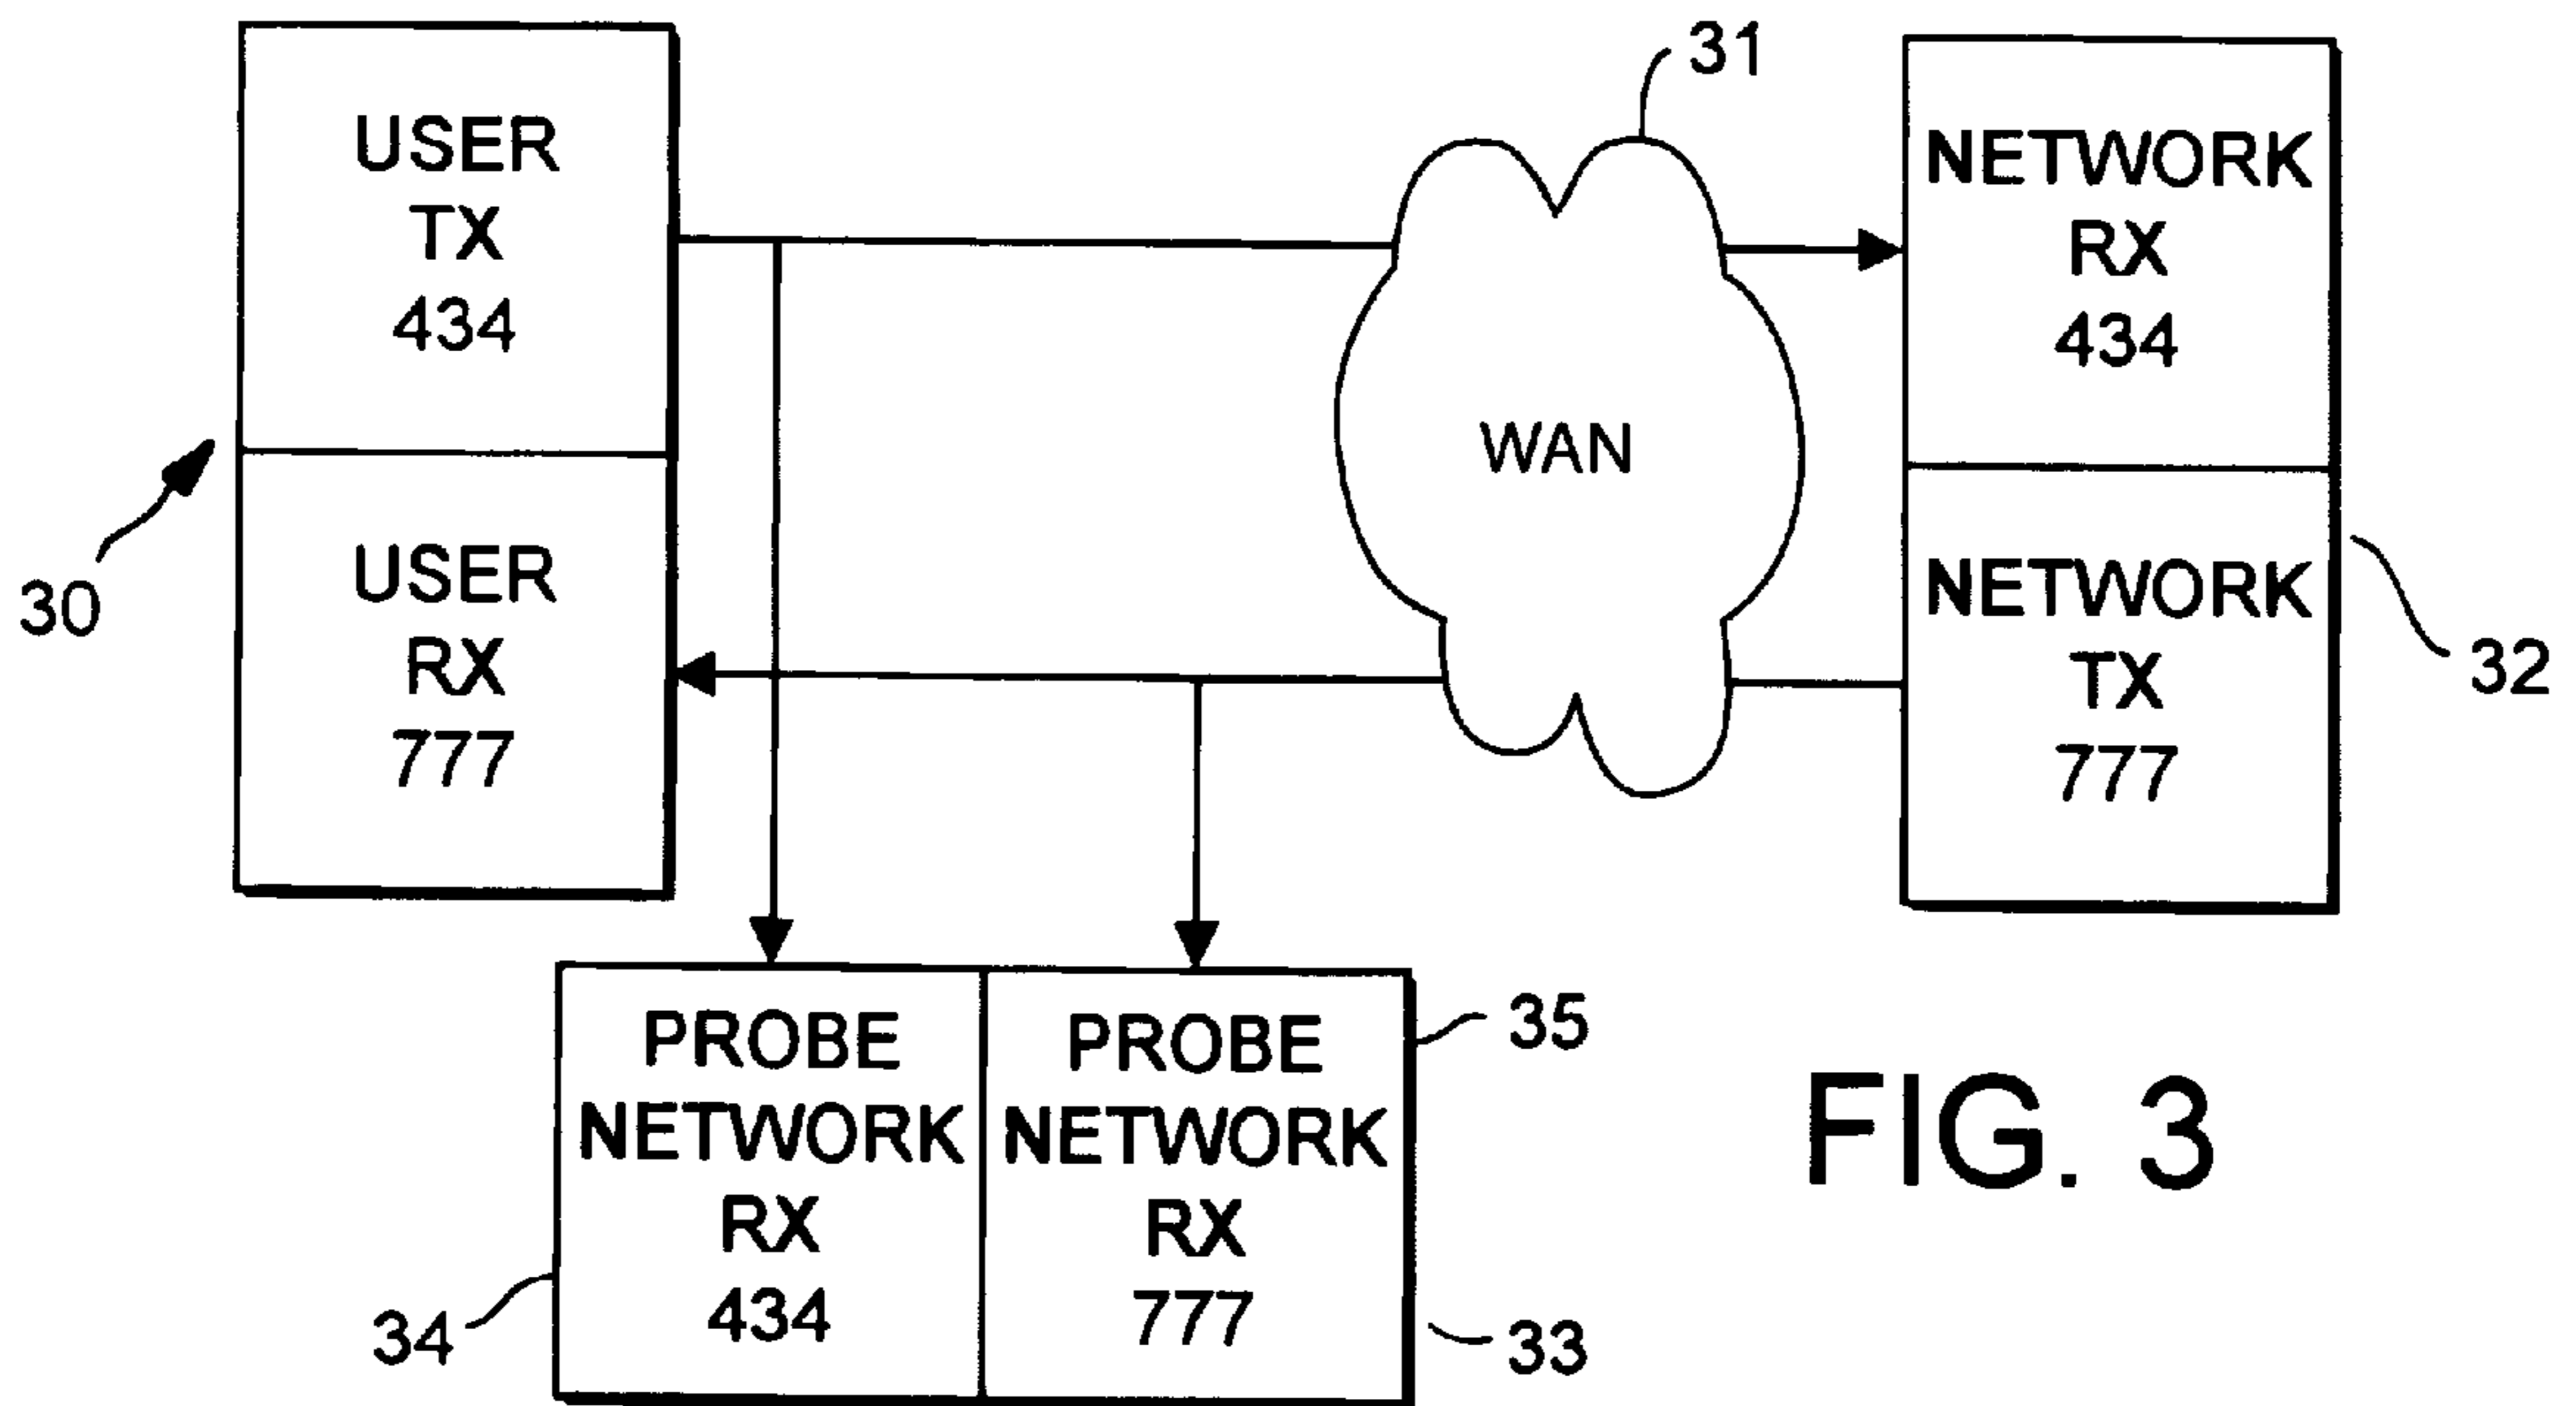 31
USER
TX
434
NETWORK
RX
434
WAN
30
USER
RX
777
NETWORK
TX
777
32
PROBE
NETWORK
RX
434
PROBE
NETWORK
RX
777
35
34
33
FIG. 3